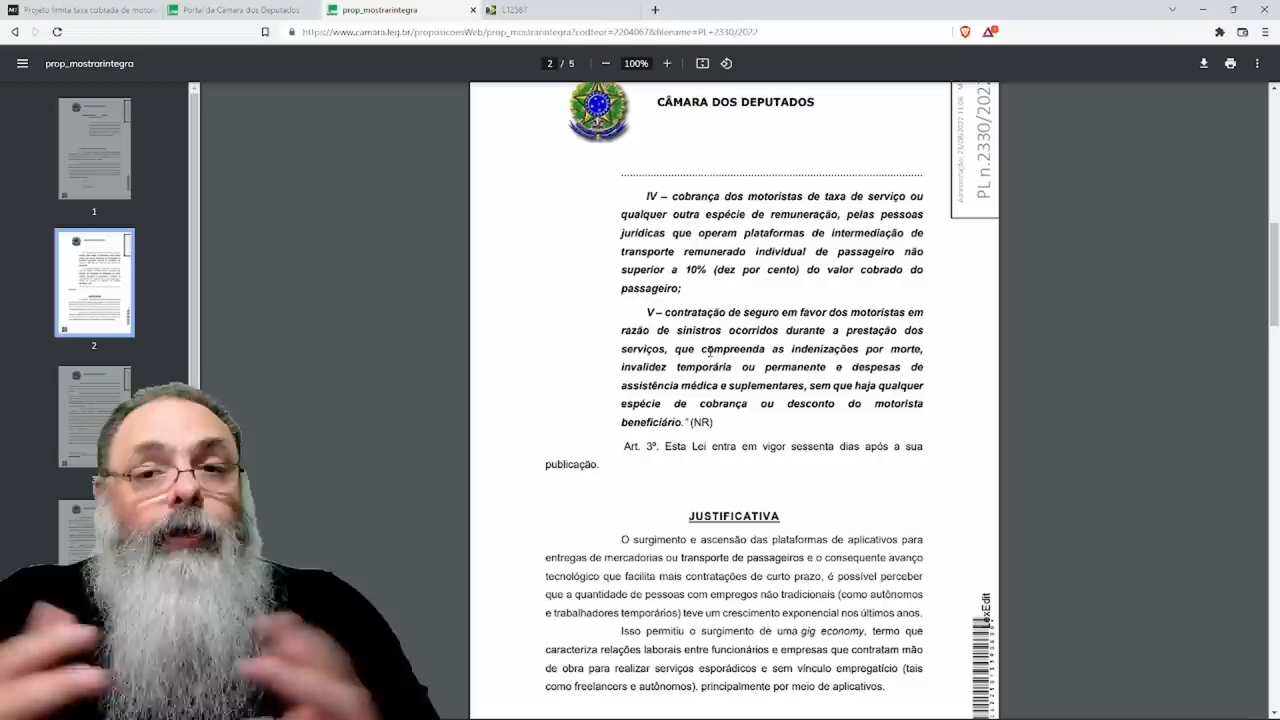 Projeto limita taxa cobrada de motor
Portal da Câmara dos Deputados
prop_mostrarintegra
L12587
https://www.camara.leg.br/proposicoesWeb/prop_mostrarintegra?codteor=2204067&filename=PL+2330/2022
prop_mostrarintegra
2 / 5
100%
1
2
CÂMARA DOS DEPUTADOS
Apresentação: 23/08/2022 11:06
PL n.2330/2022
IV – cobrança dos motoristas de taxa de serviço ou
qualquer outra espécie de remuneração, pelas pessoas
jurídicas que operam plataformas de intermediação de
transporte remunerado individual de passageiro não
superior a 10% (dez por cento) do valor cobrado do
passageiro;
V – contratação de seguro em favor dos motoristas em
razão de sinistros ocorridos durante a prestação dos
serviços, que compreenda as indenizações por morte,
invalidez temporária ou permanente e despesas de
assistência médica e suplementares, sem que haja qualquer
espécie de cobrança ou desconto do motorista
beneficiário." (NR)
Art. 3º. Esta Lei entra em vigor sessenta dias após a sua
publicação.
JUSTIFICATIVA
O surgimento e ascensão das plataformas de aplicativos para
entregas de mercadorias ou transporte de passageiros e o consequente avanço
tecnológico que facilita mais contratações de curto prazo, é possível perceber
que a quantidade de pessoas com empregos não tradicionais (como autônomos
e trabalhadores temporários) teve um crescimento exponencial nos últimos anos.
Isso permitiu o surgimento de uma gig economy, termo que
caracteriza relações laborais entre funcionários e empresas que contratam mão
de obra para realizar serviços esporádicos e sem vínculo empregatício (tais
como freelancers e autônomos), principalmente por meio de aplicativos.
LexEdit